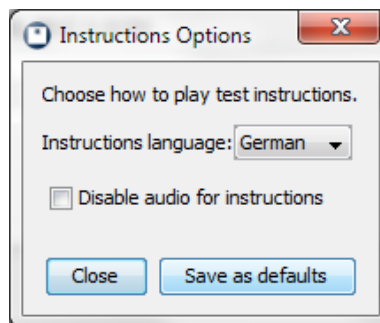 Instructions Options
Choose how to play test instructions.
Instructions language: German
Disable audio for instructions
Close Save as defaults